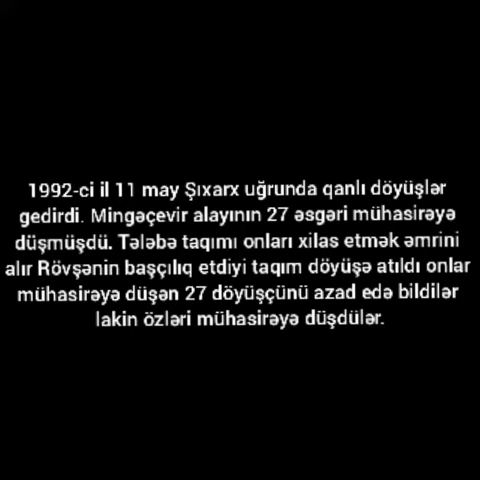 1992-ci il 11 may Şıxarx uğrunda qanlı döyüşlər
gedirdi. Mingəçevir alayının 27 əsgəri mühasirəyə
düşmüşdü. Tələbə taqımı onları xilas etmək əmrini
alır Rövşənin başçılıq etdiyi taqım döyüşə atıldı onlar
mühasirəyə düşən 27 döyüşçünü azad edə bildilər
lakin özləri mühasirəyə düşdülər.